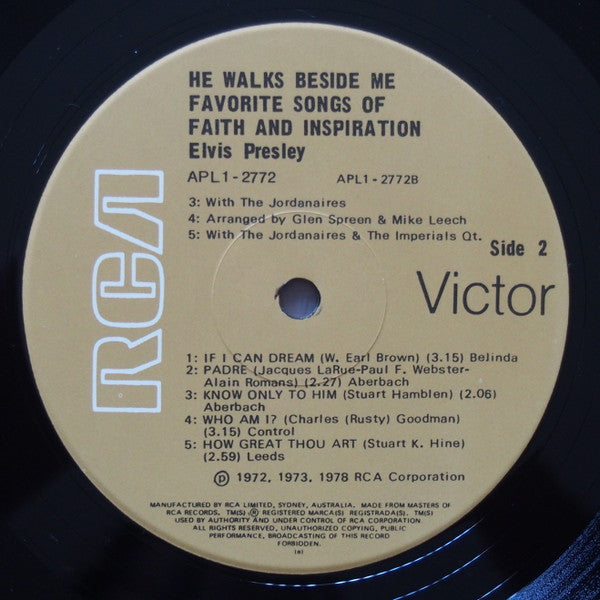 HE WALKS BESIDE ME
FAVORITE SONGS OF
FAITH AND INSPIRATION
Elvis Presley
APL1-2772 APL1-2772B
3: With The Jordanaires
4: Arranged by Glen Spreen & Mike Leech
5: With The Jordanaires & The Imperials Qt.
Side 2
RCA
Victor
1: IF I CAN DREAM (W. Earl Brown) (3.15) Belinda
2: PADRE (Jacques LaRue-Paul F. Webster-
Alain Romans) (2.27) Aberbach
3: KNOW ONLY TO HIM (Stuart Hamblen) (2.06)
Aberbach
4: WHO AM I? (Charles (Rusty) Goodman)
(3.15) Control
5: HOW GREAT THOU ART (Stuart K. Hine)
(2.59) Leeds
℗ 1972, 1973, 1978 RCA Corporation
MANUFACTURED BY RCA LIMITED, SYDNEY, AUSTRALIA. MADE FROM MASTERS OF
RCA RECORDS. TM(S) ® REGISTERED MARCA(S) REGISTRADA(S). TM(S)
USED BY AUTHORITY AND UNDER CONTROL OF RCA CORPORATION.
ALL RIGHTS RESERVED, UNAUTHORIZED COPYING, PUBLIC
PERFORMANCE, BROADCASTING OF THIS RECORD
FORBIDDEN.